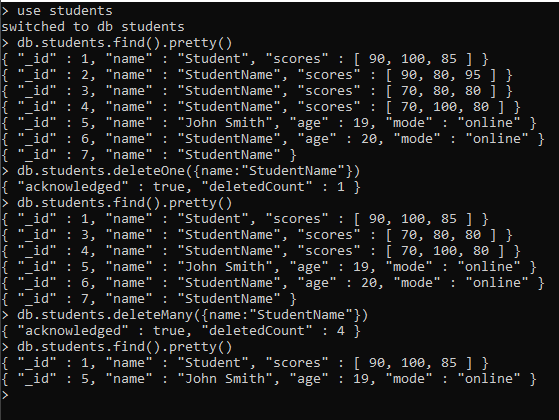 > use students
switched to db students
> db.students.find().pretty()
{ "_id" : 1, "name" : "Student", "scores" : [ 90, 100, 85 ] }
{ "_id" : 2, "name" : "StudentName", "scores" : [ 90, 80, 95 ] }
{ "_id" : 3, "name" : "StudentName", "scores" : [ 70, 80, 80 ] }
{ "_id" : 4, "name" : "StudentName", "scores" : [ 70, 100, 80 ] }
{ "_id" : 5, "name" : "John Smith", "age" : 19, "mode" : "online" }
{ "_id" : 6, "name" : "StudentName", "age" : 20, "mode" : "online" }
{ "_id" : 7, "name" : "StudentName" }
> db.students.deleteOne({name:"StudentName"})
{ "acknowledged" : true, "deletedCount" : 1 }
> db.students.find().pretty()
{ "_id" : 1, "name" : "Student", "scores" : [ 90, 100, 85 ] }
{ "_id" : 3, "name" : "StudentName", "scores" : [ 70, 80, 80 ] }
{ "_id" : 4, "name" : "StudentName", "scores" : [ 70, 100, 80 ] }
{ "_id" : 5, "name" : "John Smith", "age" : 19, "mode" : "online" }
{ "_id" : 6, "name" : "StudentName", "age" : 20, "mode" : "online" }
{ "_id" : 7, "name" : "StudentName" }
> db.students.deleteMany({name:"StudentName"})
{ "acknowledged" : true, "deletedCount" : 4 }
> db.students.find().pretty()
{ "_id" : 1, "name" : "Student", "scores" : [ 90, 100, 85 ] }
{ "_id" : 5, "name" : "John Smith", "age" : 19, "mode" : "online" }
>